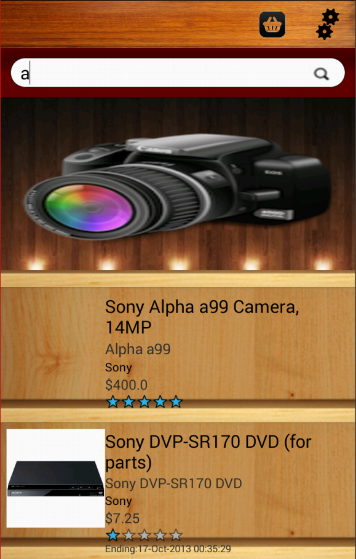 a
Sony Alpha a99 Camera,
14MP
Alpha a99
Sony
$400.0
Sony DVP-SR170 DVD (for
parts)
Sony DVP-SR170 DVD
Sony
$7.25
Ending:17-Oct-2013 00:35:29